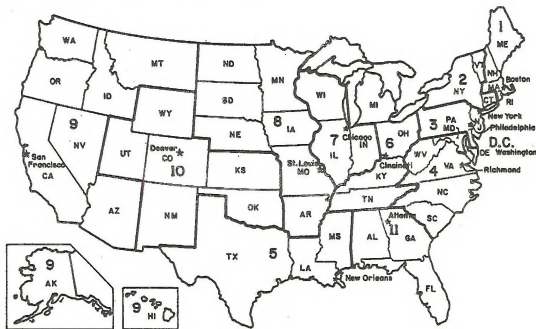 1
WA
ME
MT
ND
MN
VT
NH
OR
ID
SD
WI
MI
2
NY
MA
Boston
WY
CT
RI
9
NV
NE
8
IA
3
PA
MD
New York
Philadelphia
UT
Denver
CO
10
7
IL
Chicago
IN
6
OH
D.C.
DE
Washington
San
Francisco
CA
KS
St. Louis
MO
Cincinati
WV
4
VA
Richmond
KY
NC
TN
AZ
NM
OK
AR
SC
MS
AL
Atlanta
11
GA
TX
5
LA
New Orleans
FL
9
AK
9
HI